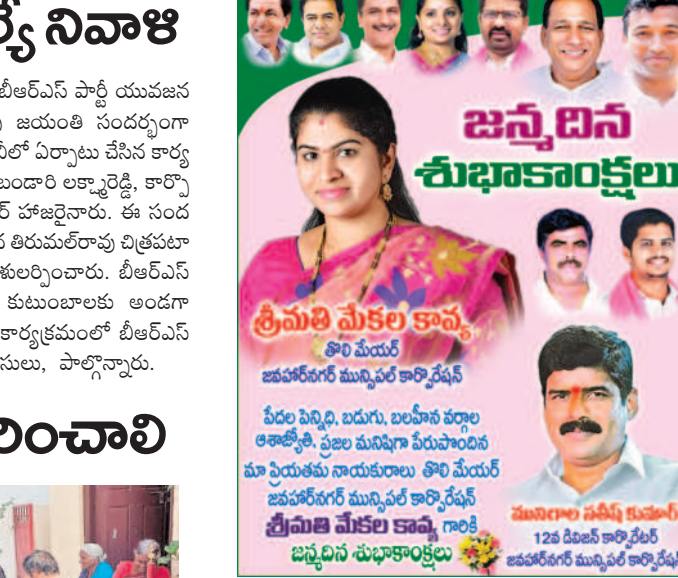 ర్యే నివాళి
బీఆర్ఎస్ పార్టీ యువజన
జయంతి సందర్భంగా
నీలో ఏర్పాటు చేసిన కార్య
బండారి లక్ష్మారెడ్డి, కార్పొ
ర్ హాజరైనారు. ఈ సంద
తిరుమల్‌రావు చిత్రపటా
ళులర్పించారు. బీఆర్ఎస్
కుటుంబాలకు అండగా
కార్యక్రమంలో బీఆర్ఎస్
సులు, పాల్గొన్నారు.
రించాలి
జన్మదిన
శుభాకాంక్షలు
శ్రీమతి మేకల కావ్య
తొలి మేయర్
జవహర్‌నగర్ మున్సిపల్ కార్పొరేషన్
పేదల పెన్నిధి, బడుగు, బలహీన వర్గాల
ఆశాజ్యోతి, ప్రజల మనిషిగా పేరుపొందిన
మా ప్రియతమ నాయకురాలు తొలి మేయర్
జవహర్‌నగర్ మున్సిపల్ కార్పొరేషన్
శ్రీమతి మేకల కావ్య గారికి
జన్మదిన శుభాకాంక్షలు
మునిగాల సతీష్ కుమార్
12వ డివిజన్ కార్పొరేటర్
జవహర్‌నగర్ మున్సిపల్ కార్పొరేషన్